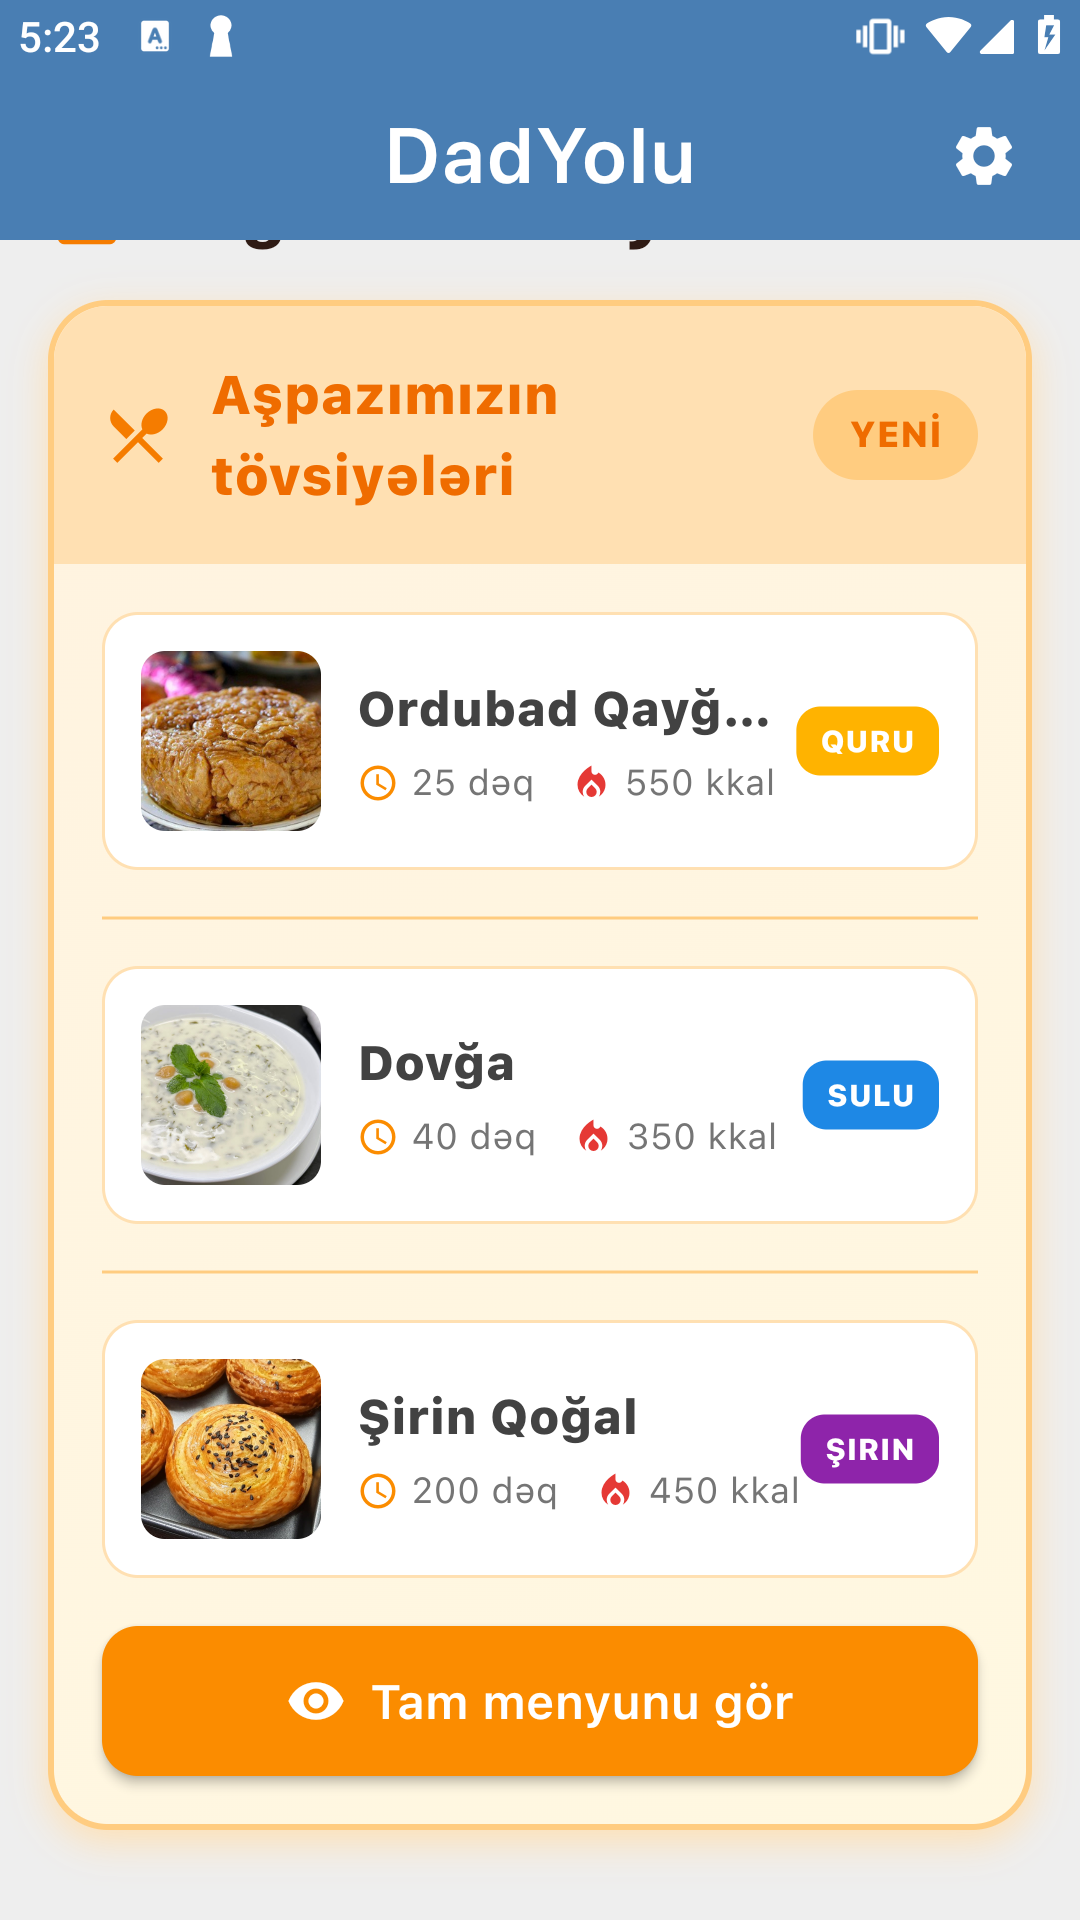 5:23
DadYolu
Aşpazımızın
tövsiyələri
YENİ
Ordubad Qayğ...
25 dəq 550 kkal
QURU
Dovğa
40 dəq 350 kkal
SULU
Şirin Qoğal
200 dəq 450 kkal
ŞIRIN
Tam menyunu gör